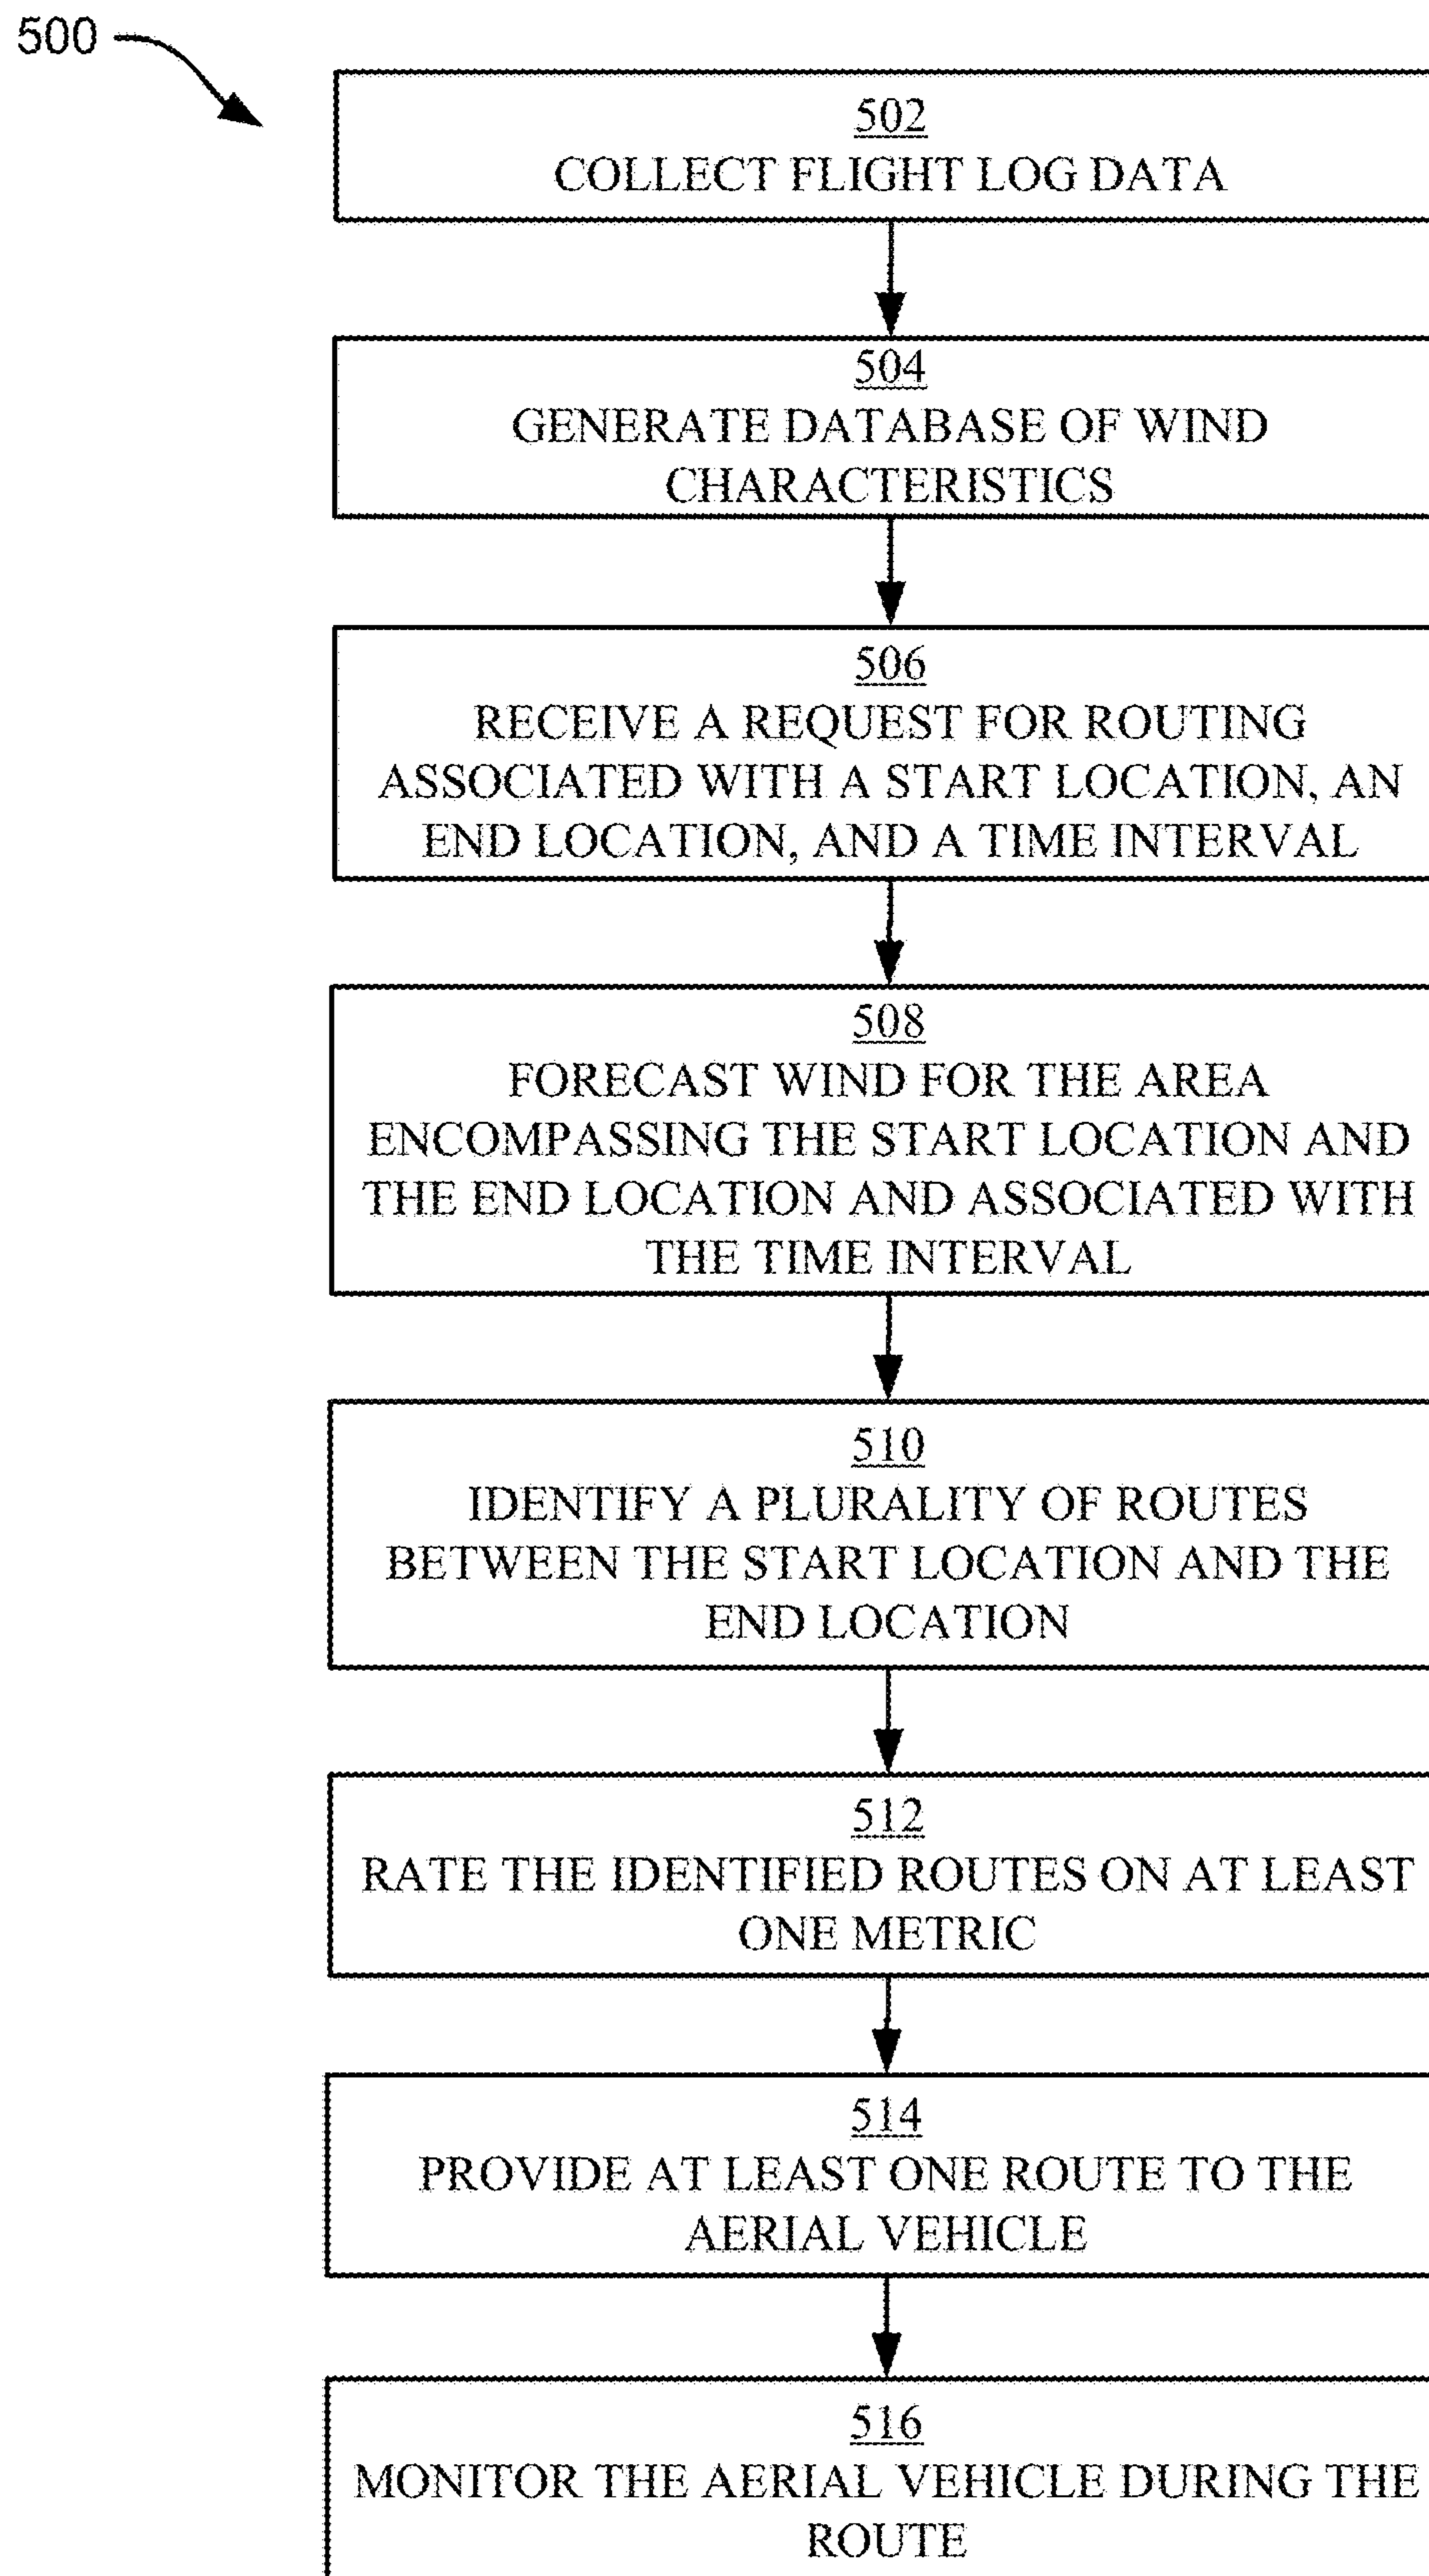 500
502
COLLECT FLIGHT LOG DATA
504
GENERATE DATABASE OF WIND
CHARACTERISTICS
506
RECEIVE A REQUEST FOR ROUTING
ASSOCIATED WITH A START LOCATION, AN
END LOCATION, AND A TIME INTERVAL
508
FORECAST WIND FOR THE AREA
ENCOMPASSING THE START LOCATION AND
THE END LOCATION AND ASSOCIATED WITH
THE TIME INTERVAL
510
IDENTIFY A PLURALITY OF ROUTES
BETWEEN THE START LOCATION AND THE
END LOCATION
512
RATE THE IDENTIFIED ROUTES ON AT LEAST
ONE METRIC
514
PROVIDE AT LEAST ONE ROUTE TO THE
AERIAL VEHICLE
516
MONITOR THE AERIAL VEHICLE DURING THE
ROUTE